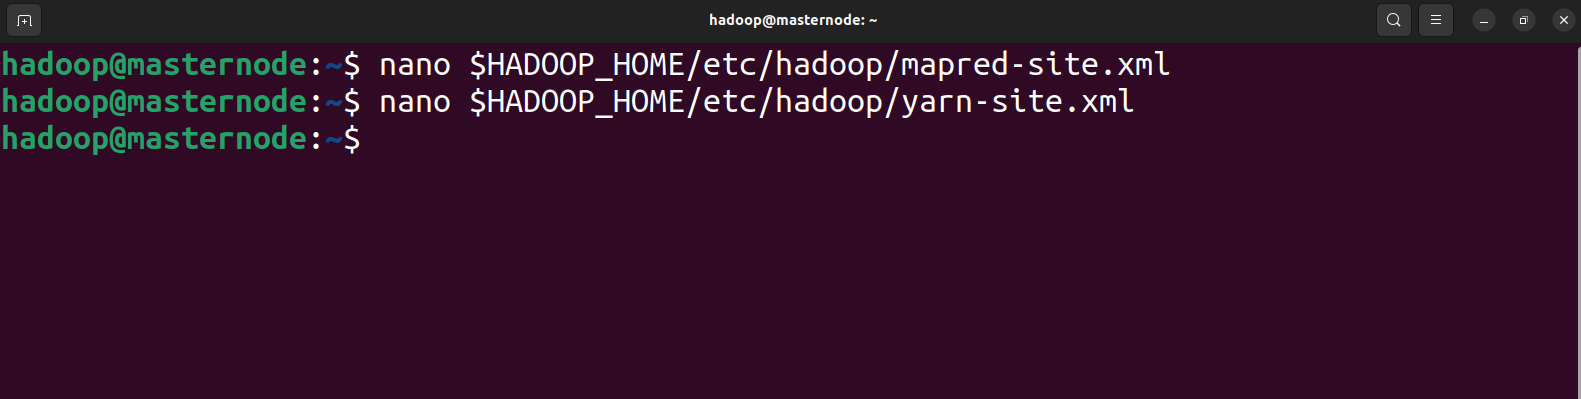 hadoop@masternode: ~
hadoop@masternode:~$ nano $HADOOP_HOME/etc/hadoop/mapred-site.xml
hadoop@masternode:~$ nano $HADOOP_HOME/etc/hadoop/yarn-site.xml
hadoop@masternode:~$